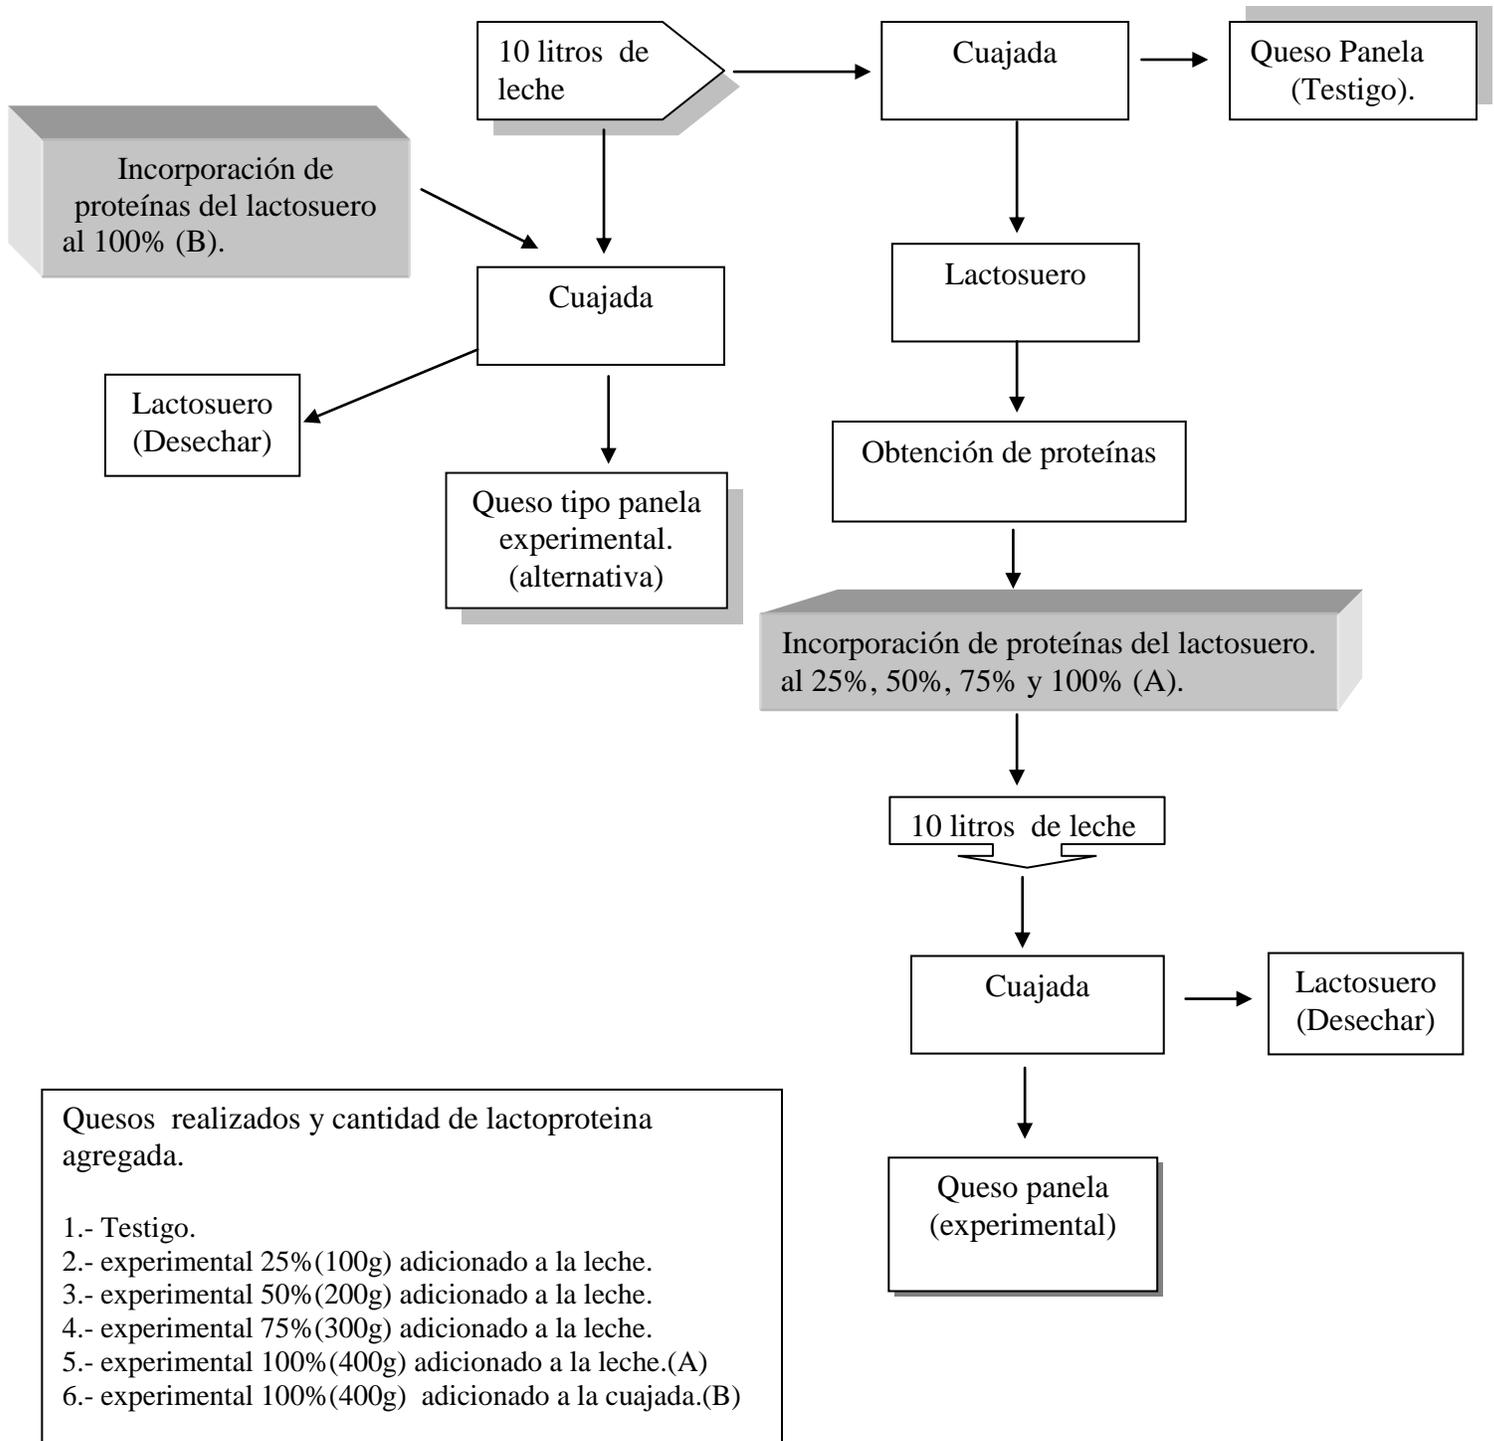 10 litros  de
leche
Cuajada
Queso Panela
(Testigo).
Incorporación de
proteínas del lactosuero
al 100% (B).
Cuajada
Lactosuero
Lactosuero
(Desechar)
Obtención de proteínas
Queso tipo panela
experimental.
(alternativa)
Incorporación de proteínas del lactosuero.
al 25%, 50%, 75% y 100% (A).
10 litros  de leche
Cuajada
Lactosuero
(Desechar)
Queso panela
(experimental)
Quesos  realizados y cantidad de lactoproteina
agregada.
1.- Testigo.
2.- experimental 25%(100g) adicionado a la leche.
3.- experimental 50%(200g) adicionado a la leche.
4.- experimental 75%(300g) adicionado a la leche.
5.- experimental 100%(400g) adicionado a la leche.(A)
6.- experimental 100%(400g)  adicionado a la cuajada.(B)